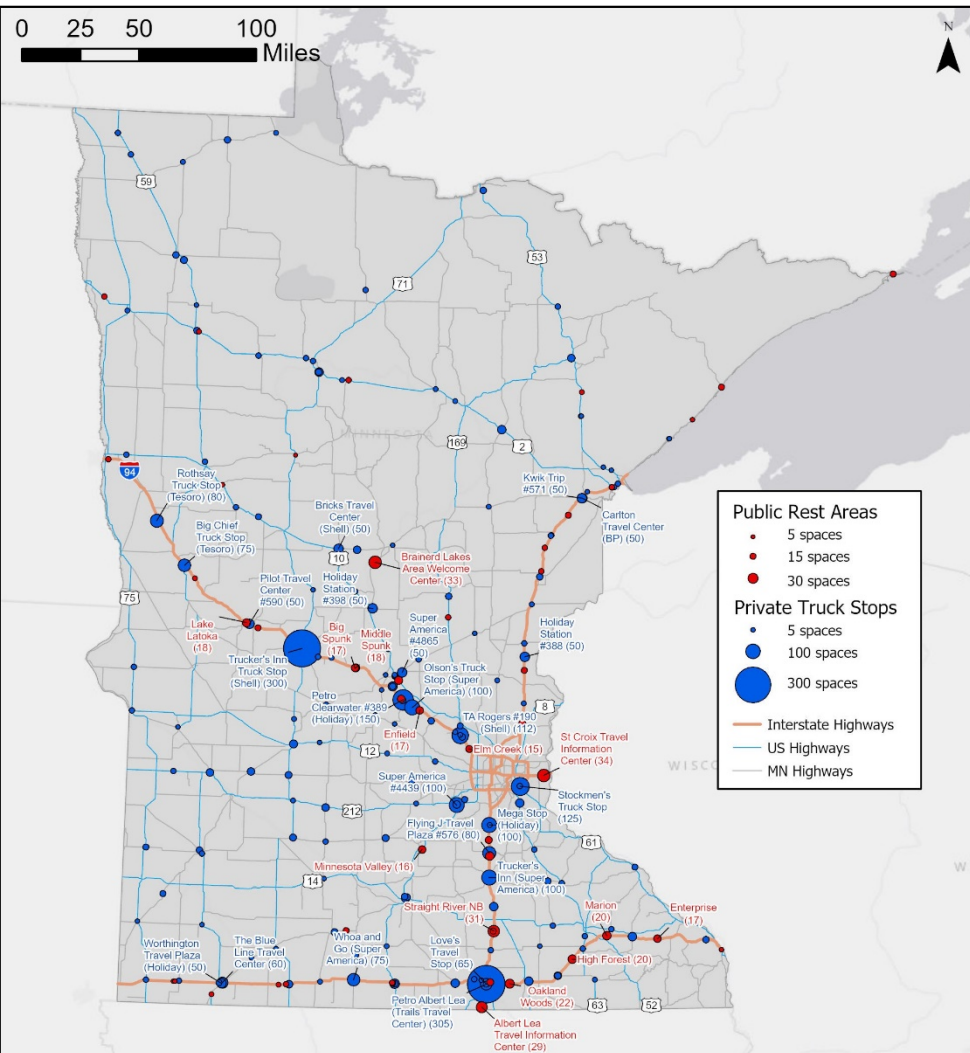 0 25 50 100
Miles
N
59
53
71
MINNESOTA
169
2
94
Rothsay
Truck Stop
(Tesoro) (80)
Kwik Trip
#571 (50)
Bricks Travel
Center
(Shell) (50)
Carlton
Travel Center
(BP) (50)
Big Chief
Truck Stop
(Tesoro) (75)
10
Brainerd Lakes
Area Welcome
Center (33)
Pilot Travel
Center
#590 (50)
Holiday
Station
#398 (50)
75
Lake
Latoka
(18)
Big
Spunk
(17)
Middle
Spunk
(18)
Super
America
#4865
(50)
Holiday
Station
#388 (50)
Trucker's Inn
Truck Stop
(Shell) (300)
Olson's Truck
Stop (Super
America) (100)
Petro
Clearwater #389
(Holiday) (150)
8
TA Rogers #190
(Shell) (112)
Enfield
(17)
12
Elm Creek (15)
St Croix Travel
Information
Center (34)
WISCO
Super America
#4439 (100)
Stockmen's
Truck Stop
(125)
212
Flying J Travel
Plaza #576 (80)
Mega Stop
(Holiday)
(100)
61
Minnesota Valley (16)
14
Trucker's
Inn (Super
America) (100)
Straight River NB
(31)
Marion
(20)
Enterprise
(17)
High Forest (20)
Worthington
Travel Plaza
(Holiday) (50)
The Blue
Line Travel
Center (60)
Whoa and
Go (Super
America) (75)
Love's
Travel
Stop (65)
Oakland
Woods (22)
63
52
Petro Albert Lea
(Trails Travel
Center) (305)
Albert Lea
Travel Information
Center (29)
Public Rest Areas
5 spaces
15 spaces
30 spaces
Private Truck Stops
5 spaces
100 spaces
300 spaces
Interstate Highways
US Highways
MN Highways